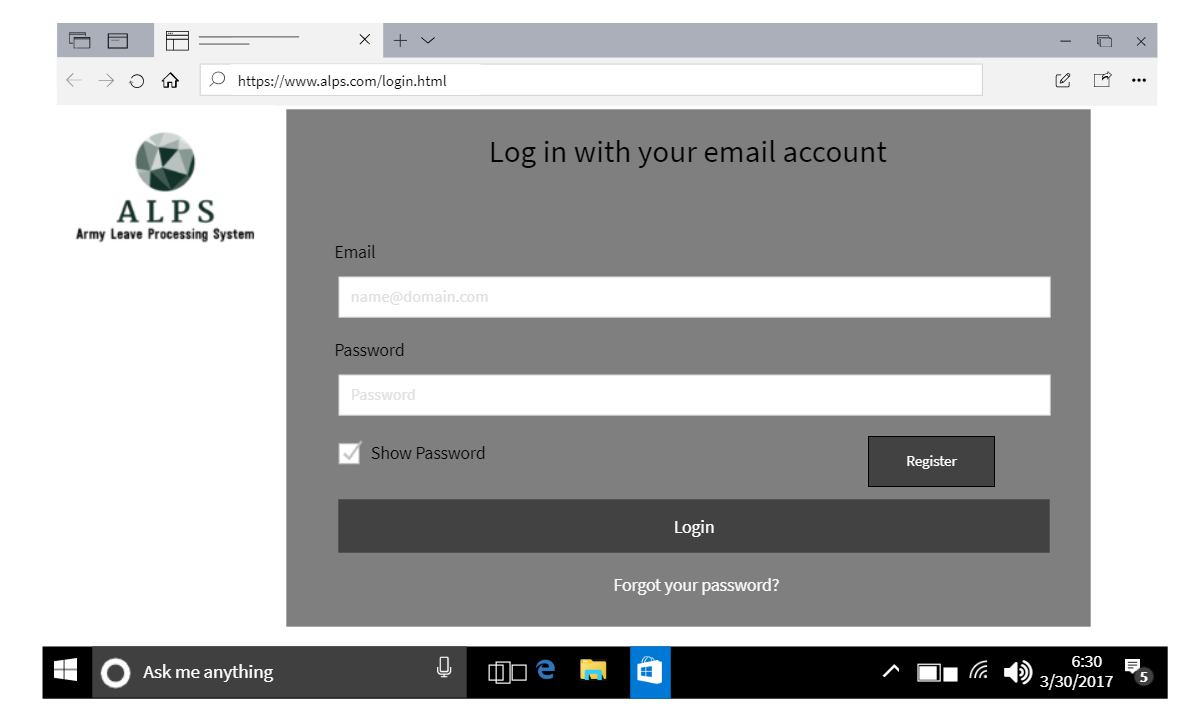 https://www.alps.com/login.html
ALPS
Army Leave Processing System
Log in with your email account
Email
name@domain.com
Password
Password
Show Password
Register
Login
Forgot your password?
Ask me anything
6:30
3/30/2017
5